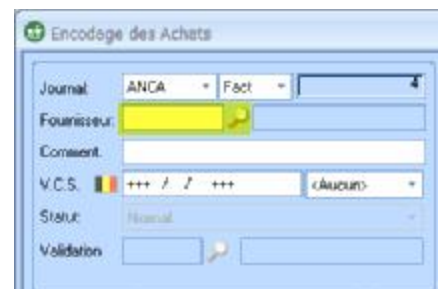 Encodage des Achats
Journal: ANCA Fact 4
Fournisseur:
Comment.
V.C.S. +++ / / +++ <Aucun>
Statut: Normal
Validation